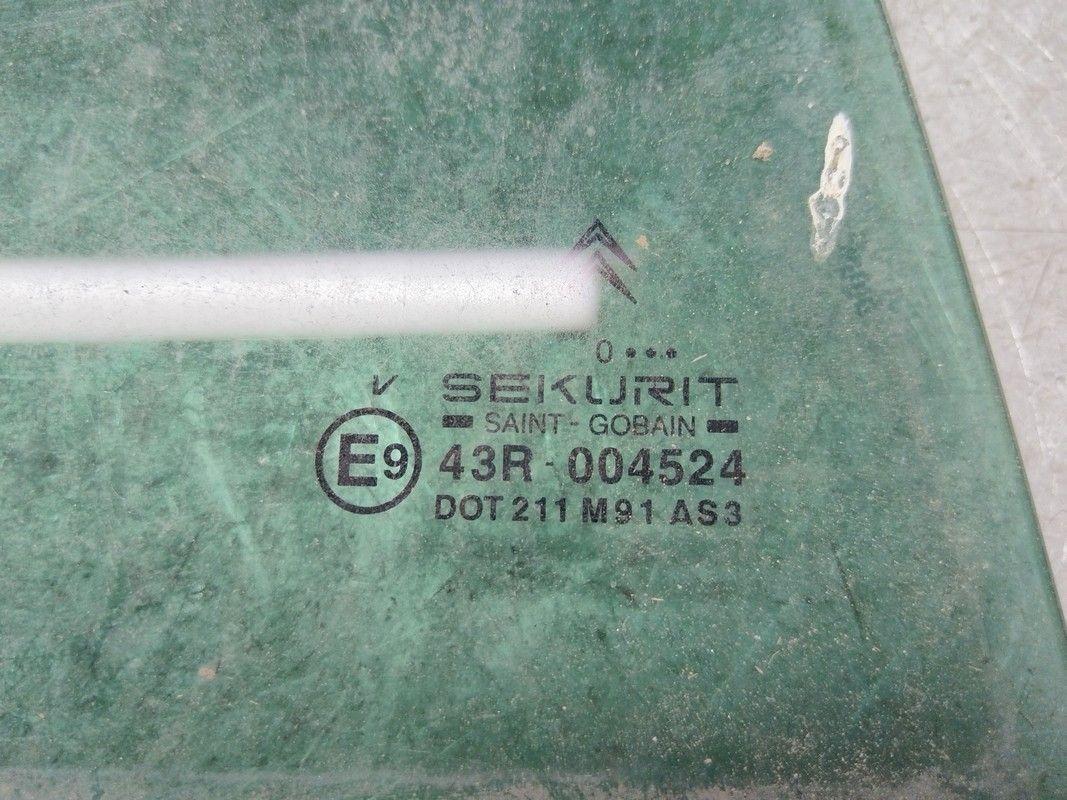 0 •••
V SEKURIT
SAINT-GOBAIN
E9 43R-004524
DOT 211 M91 AS3